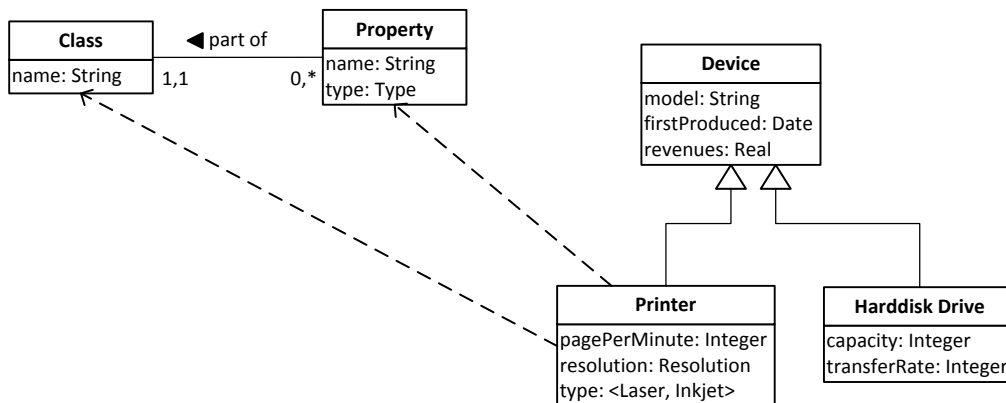 Class
name: String
◄ part of
1,1
0,*
Property
name: String
type: Type
Device
model: String
firstProduced: Date
revenues: Real
Printer
pagePerMinute: Integer
resolution: Resolution
type: <Laser, Inkjet>
Harddisk Drive
capacity: Integer
transferRate: Integer